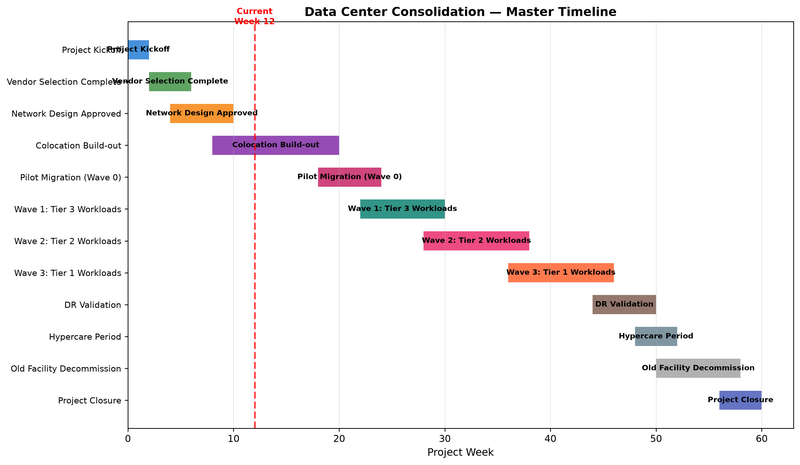 Current
Week 12
Data Center Consolidation — Master Timeline
Project Kickoff
Project Kickoff
Vendor Selection Complete
Vendor Selection Complete
Network Design Approved
Network Design Approved
Colocation Build-out
Colocation Build-out
Pilot Migration (Wave 0)
Pilot Migration (Wave 0)
Wave 1: Tier 3 Workloads
Wave 1: Tier 3 Workloads
Wave 2: Tier 2 Workloads
Wave 2: Tier 2 Workloads
Wave 3: Tier 1 Workloads
Wave 3: Tier 1 Workloads
DR Validation
DR Validation
Hypercare Period
Hypercare Period
Old Facility Decommission
Old Facility Decommission
Project Closure
Project Closure
0 10 20 30 40 50 60
Project Week